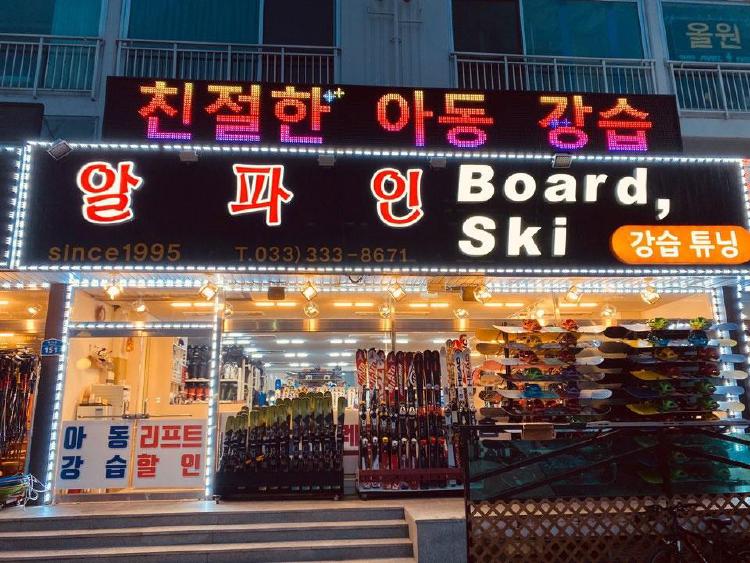 친절한 아동 강습
알 파 인 Board, Ski
강습 튜닝
since1995 T.033)333-8671
올원
151
아 동 리프트
강 습 할 인